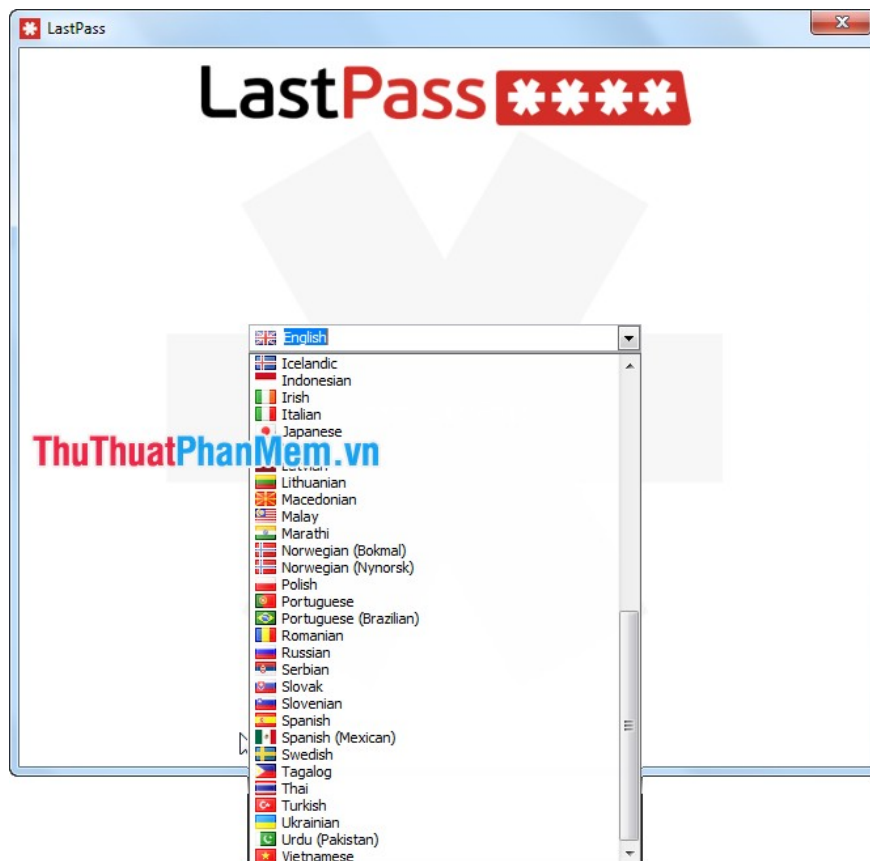 LastPass
LastPass ****
English
Icelandic
Indonesian
Irish
Italian
Japanese
ThuThuatPhanMem.vn
Latvian
Lithuanian
Macedonian
Malay
Marathi
Norwegian (Bokmal)
Norwegian (Nynorsk)
Polish
Portuguese
Portuguese (Brazilian)
Romanian
Russian
Serbian
Slovak
Slovenian
Spanish
Spanish (Mexican)
Swedish
Tagalog
Thai
Turkish
Ukrainian
Urdu (Pakistan)
Vietnamese